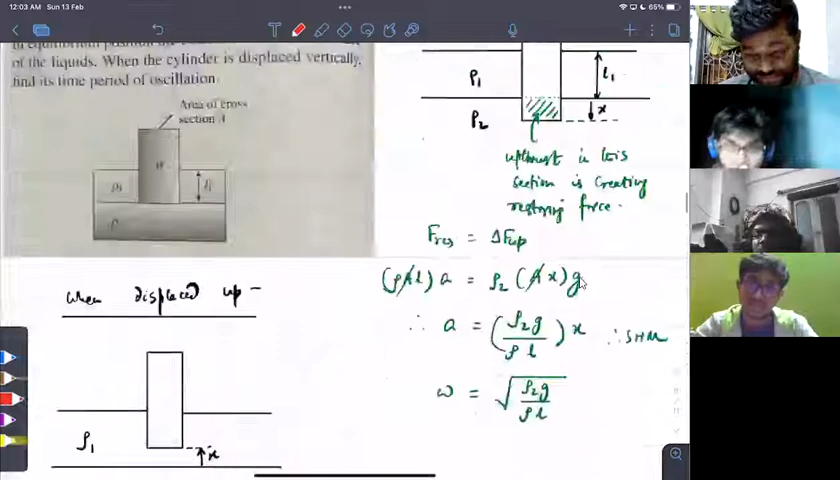 12:03 AM Sun 13 Feb
65%
of the liquids. When the cylinder is displaced vertically,
find its time period of oscillation.
Area of cross
section A
ρ₁
l₁
ρ
ρ₁
l₁
ρ₂
x
upthrust in this
section is creating
restoring force.
Fres = ΔFup
(ρAl) a = ρ₂ (A x) g
∴ a = (ρ₂g / ρl) x ∴ SHM
ω = √(ρ₂g / ρl)
when displaced up -
ρ₁
x